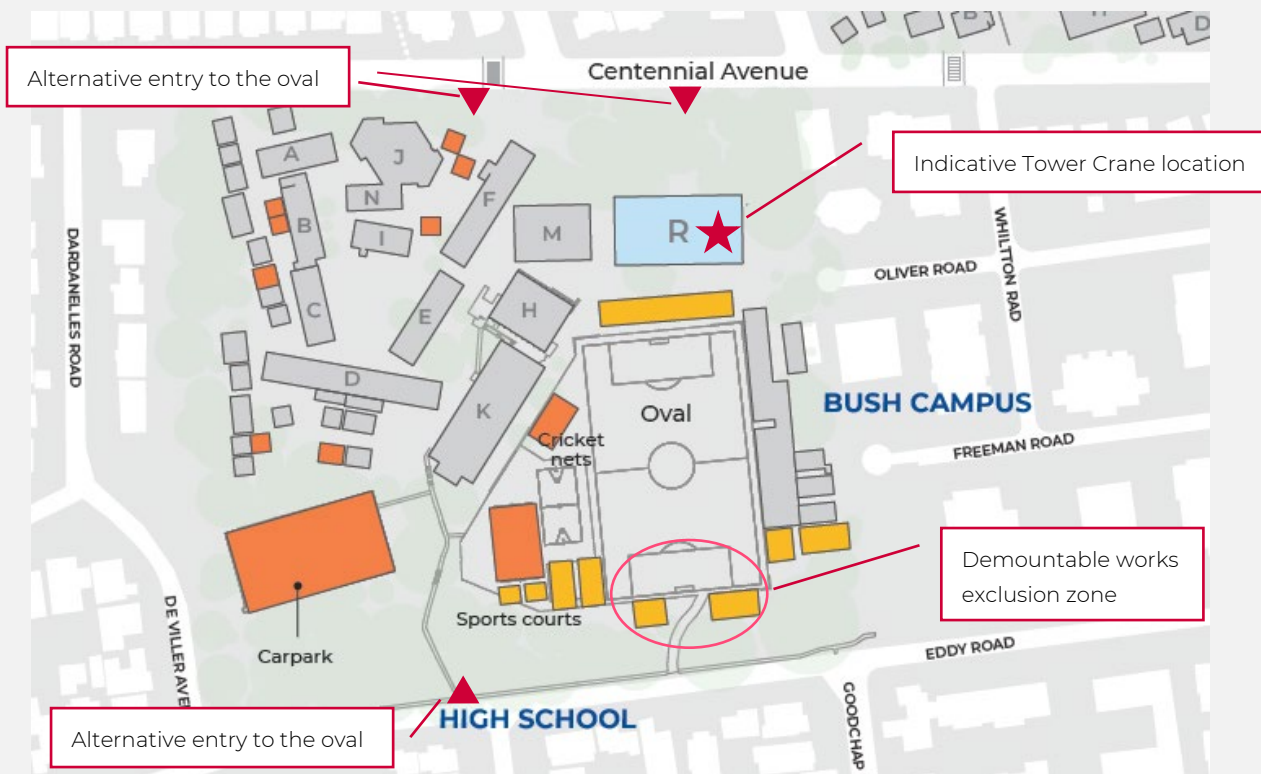 B
D
Alternative entry to the oval
Centennial Avenue
Indicative Tower Crane location
A
J
N
B
I
F
M
R
C
E
H
D
K
DARDANELLES ROAD
WHILTTON RAD
OLIVER ROAD
Oval
Cricket
nets
BUSH CAMPUS
FREEMAN ROAD
Demountable works
exclusion zone
Sports courts
Carpark
DE VILLER AVE
EDDY ROAD
GOODCHAP
HIGH SCHOOL
Alternative entry to the oval